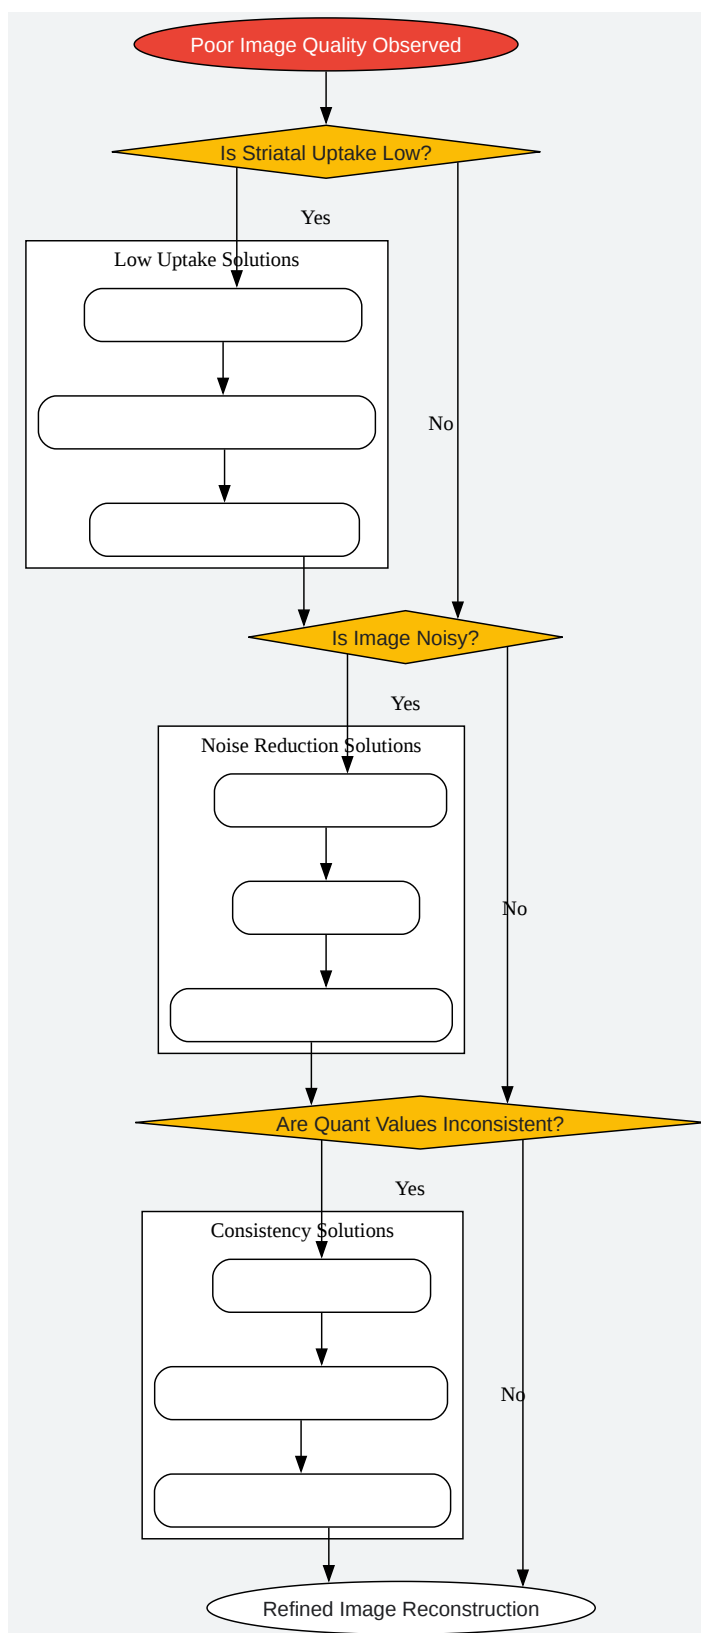 Poor Image Quality Observed
Is Striatal Uptake Low?
Yes
Low Uptake Solutions
No
Is Image Noisy?
Yes
Noise Reduction Solutions
No
Are Quant Values Inconsistent?
Yes
Consistency Solutions
No
Refined Image Reconstruction